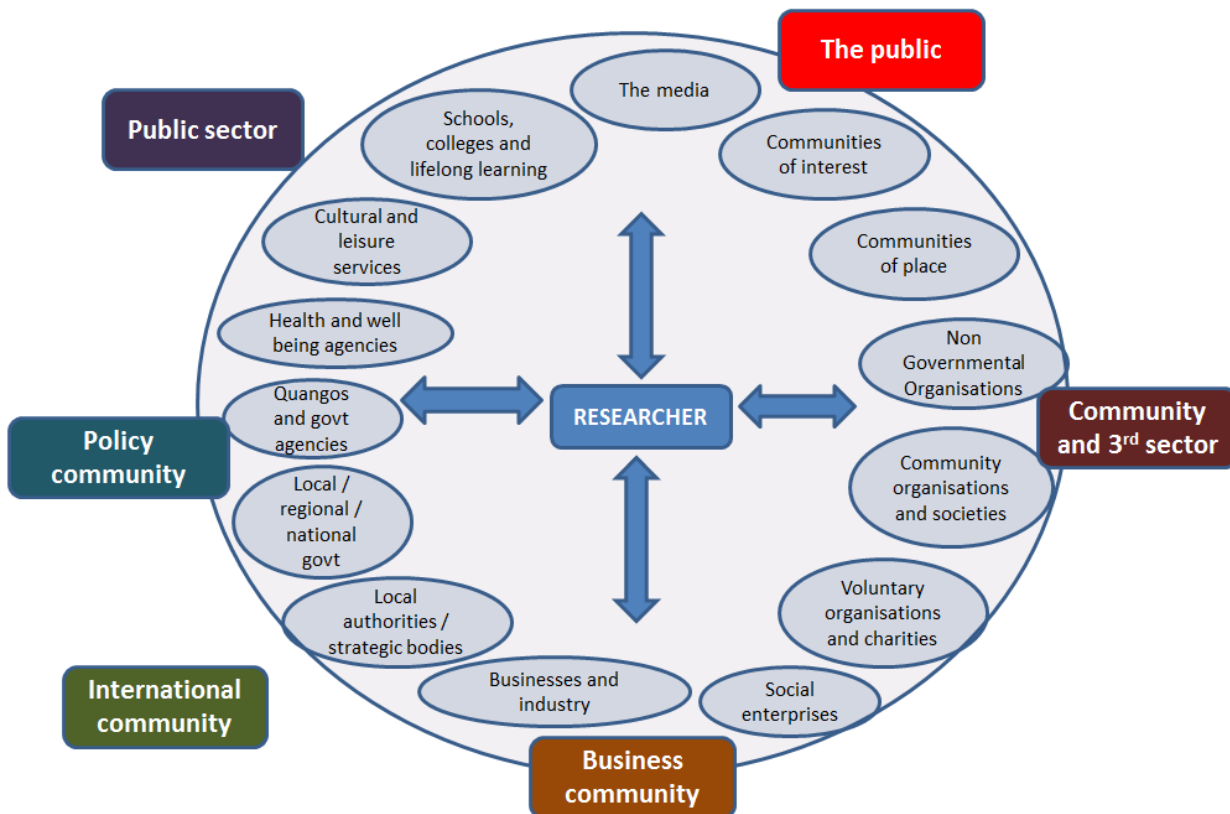 The public
The media
Public sector
Schools,
colleges and
lifelong learning
Communities
of interest
Cultural and
leisure
services
Communities
of place
Health and well
being agencies
Non
Governmental
Organisations
Quangos
and govt
agencies
RESEARCHER
Community
and 3rd sector
Policy
community
Community
organisations
and societies
Local /
regional /
national
govt
Local
authorities /
strategic bodies
Voluntary
organisations
and charities
International
community
Businesses and
industry
Social
enterprises
Business
community